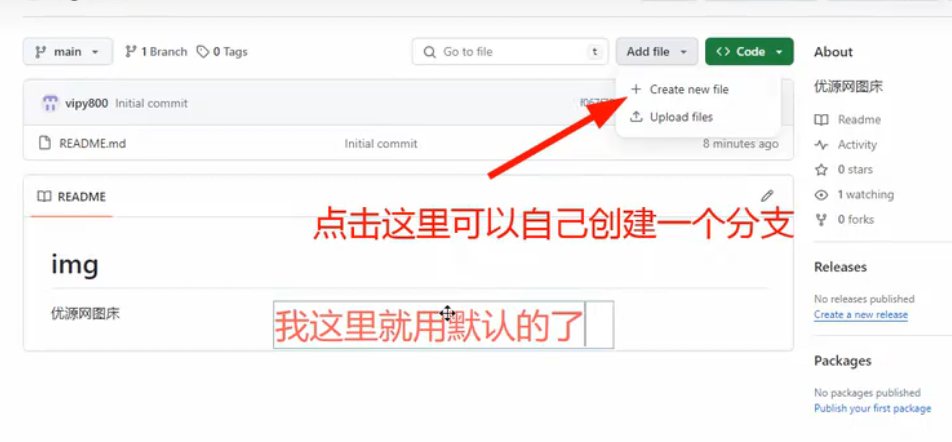 main
1 Branch
0 Tags
Go to file
t
Add file
Code
About
vipy800 Initial commit
Create new file
优源网图床
README.md
Initial commit
Upload files
8 minutes ago
Readme
Activity
0 stars
1 watching
0 forks
README
点击这里可以自己创建一个分支
img
优源网图床
我这里就用默认的了
Releases
No releases published
Create a new release
Packages
No packages published
Publish your first package